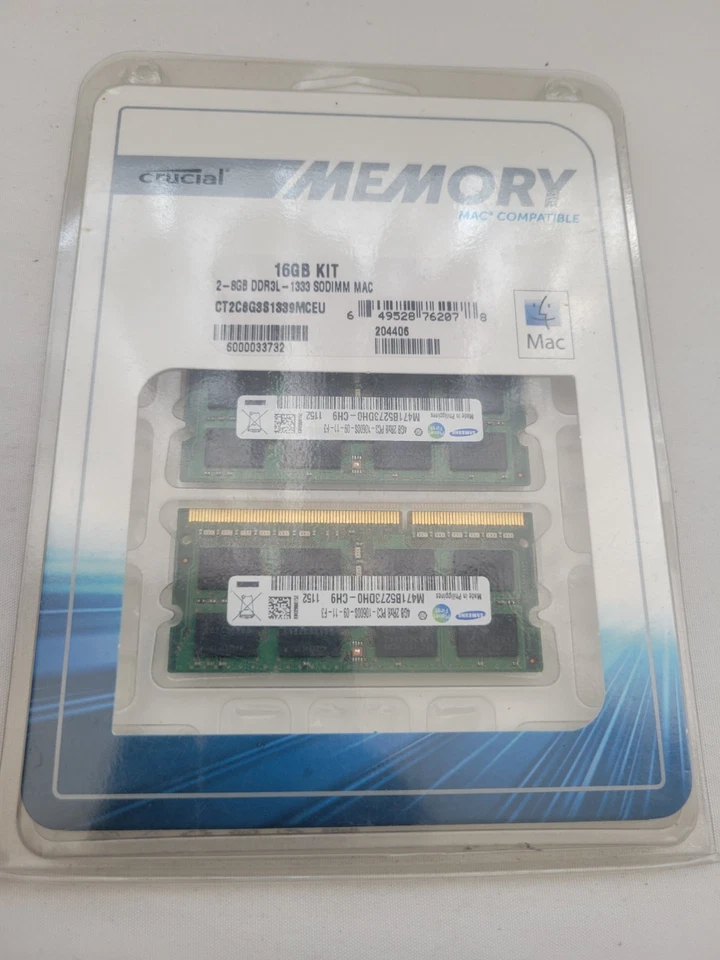 crucial
MEMORY
MAC® COMPATIBLE
16GB KIT
2-8GB DDR3L-1333 SODIMM MAC
CT2C8G3S1339MCEU
6 49528 76207 8
6000033732
204406
Mac
SAMSUNG
Made in Philippines
4GB 2Rx8 PC3-10600S-09-11-F3
M471B5273DH0-CH9 1152
SAMSUNG
Made in Philippines
4GB 2Rx8 PC3-10600S-09-11-F3
M471B5273DH0-CH9 1152